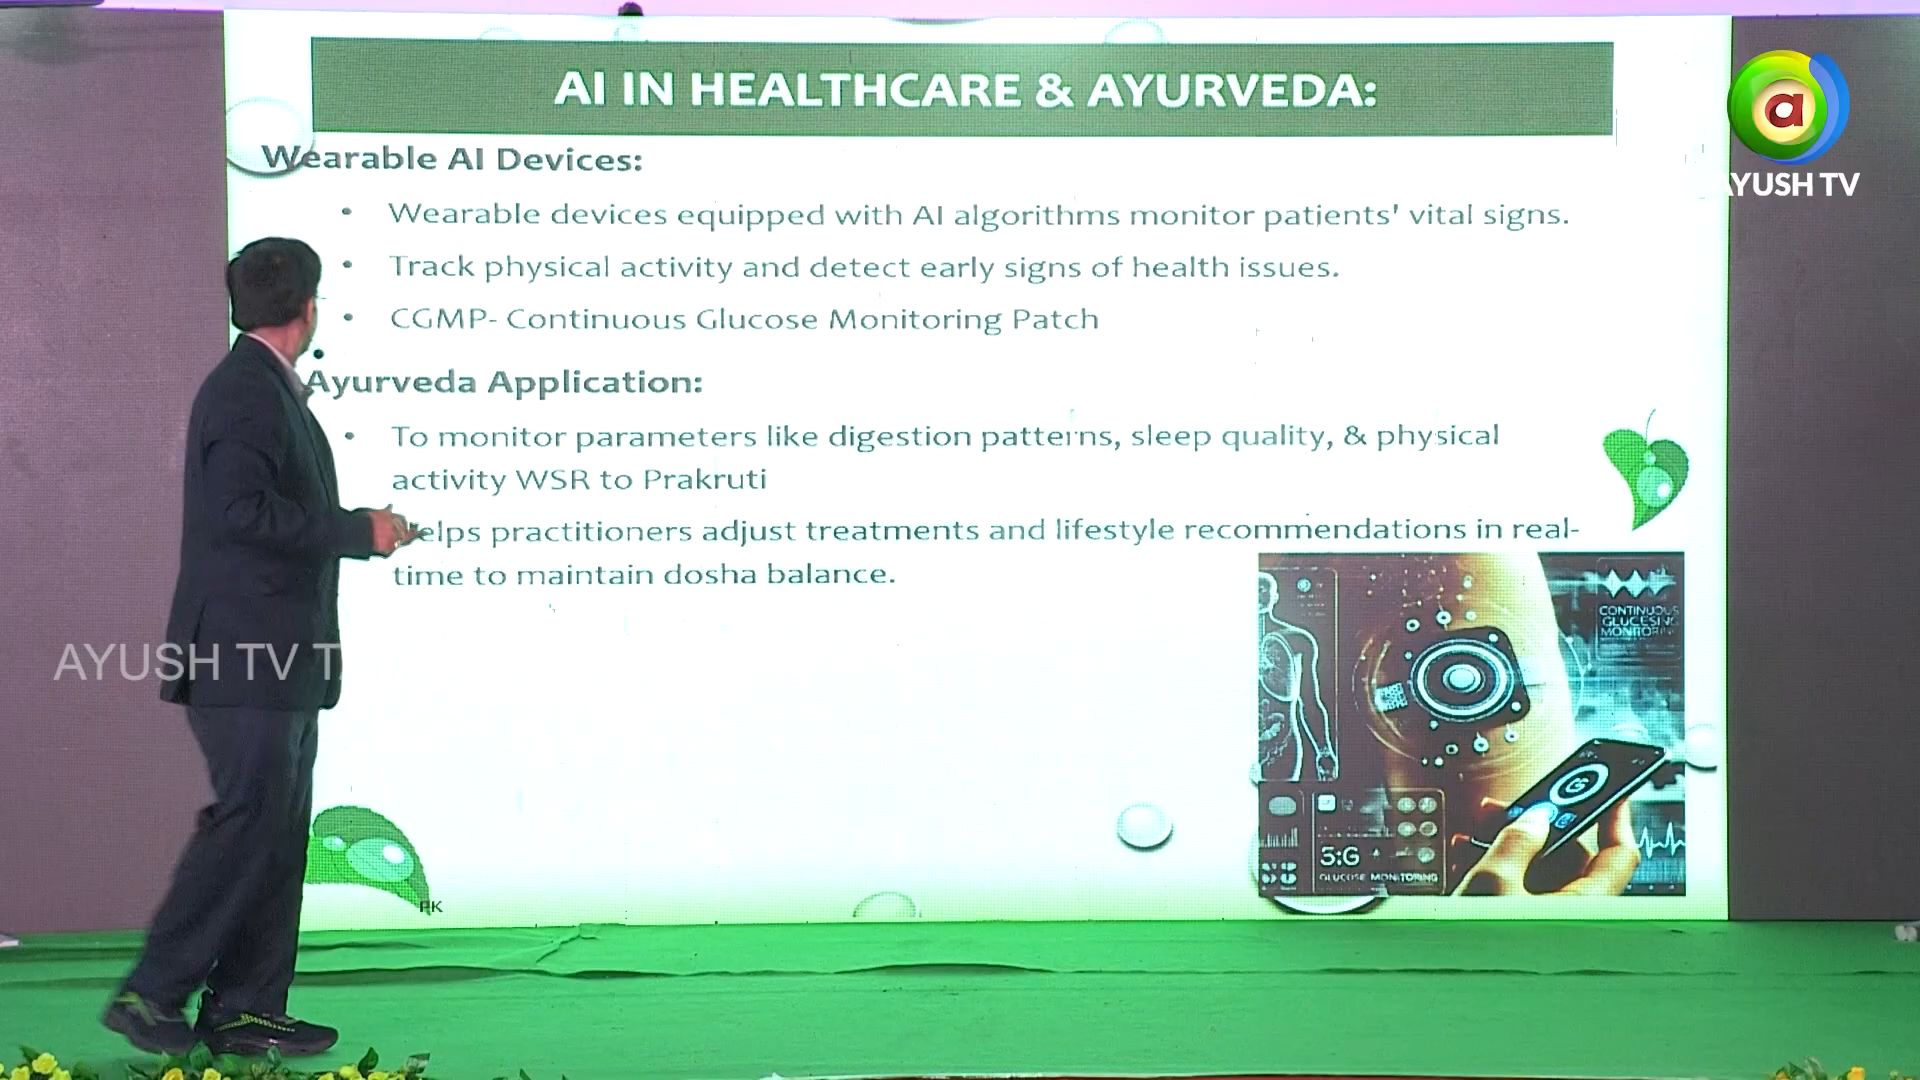 AI IN HEALTHCARE & AYURVEDA:
AYUSH TV
Wearable AI Devices:
• Wearable devices equipped with AI algorithms monitor patients' vital signs.
• Track physical activity and detect early signs of health issues.
• CGMP- Continuous Glucose Monitoring Patch
•
Ayurveda Application:
• To monitor parameters like digestion patterns, sleep quality, & physical
activity WSR to Prakruti
elps practitioners adjust treatments and lifestyle recommendations in real-
time to maintain dosha balance.
CONTINUOUS
GLUCESING
MONITORING
AYUSH TV
5:G
GLUCOSE MONITORING
PK